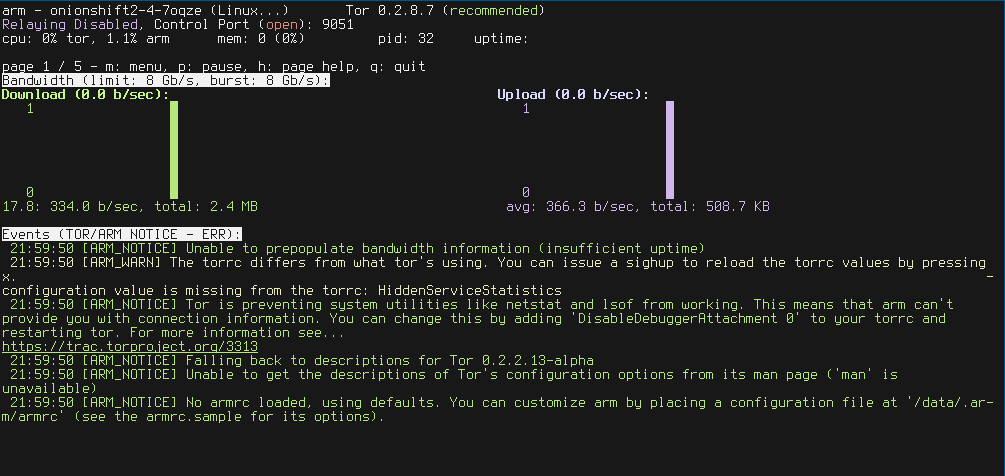 arm - onionshift2-4-7oqze (Linux...)       Tor 0.2.8.7 (recommended)
Relaying Disabled, Control Port (open): 9051
cpu: 0% tor, 1.1% arm      mem: 0 (0%)         pid: 32     uptime:
page 1 / 5 - m: menu, p: pause, h: page help, q: quit
Bandwidth (limit: 8 Gb/s, burst: 8 Gb/s):
Download (0.0 b/sec):                                         Upload (0.0 b/sec):
1                                                             1
0                                                             0
17.8: 334.0 b/sec, total: 2.4 MB                               avg: 366.3 b/sec, total: 508.7 KB
Events (TOR/ARM NOTICE - ERR):
21:59:50 [ARM_NOTICE] Unable to prepopulate bandwidth information (insufficient uptime)
21:59:50 [ARM_WARN] The torrc differs from what tor's using. You can issue a sighup to reload the torrc values by pressing
x.                                                                                                                         -
configuration value is missing from the torrc: HiddenServiceStatistics
21:59:50 [ARM_NOTICE] Tor is preventing system utilities like netstat and lsof from working. This means that arm can't
provide you with connection information. You can change this by adding 'DisableDebuggerAttachment 0' to your torrc and
restarting tor. For more information see...
https://trac.torproject.org/3313
21:59:50 [ARM_NOTICE] Falling back to descriptions for Tor 0.2.2.13-alpha
21:59:50 [ARM_NOTICE] Unable to get the descriptions of Tor's configuration options from its man page ('man' is
unavailable)
21:59:50 [ARM_NOTICE] No armrc loaded, using defaults. You can customize arm by placing a configuration file at '/data/.ar-
m/armrc' (see the armrc.sample for its options).